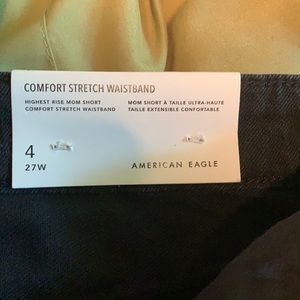 COMFORT STRETCH WAISTBAND
HIGHEST RISE MOM SHORT
COMFORT STRETCH WAISTBAND
MOM SHORT À TAILLE ULTRA-HAUTE
TAILLE EXTENSIBLE CONFORTABLE
4
27W
AMERICAN EAGLE